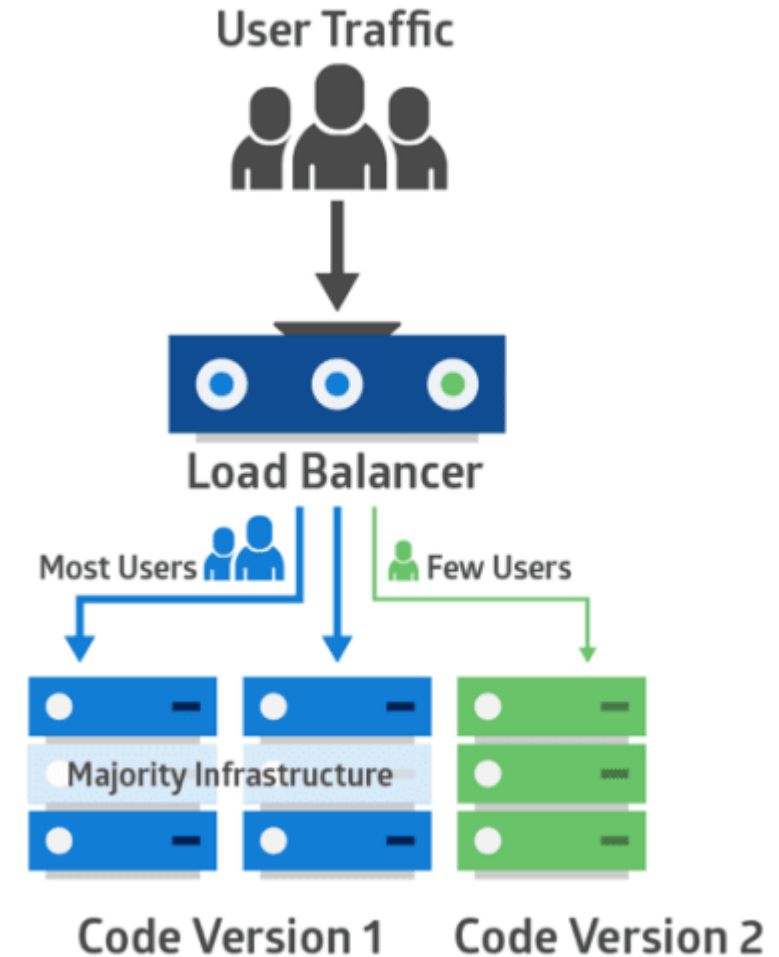 User Traffic
Load Balancer
Most Users
Few Users
Majority Infrastructure
Code Version 1
Code Version 2